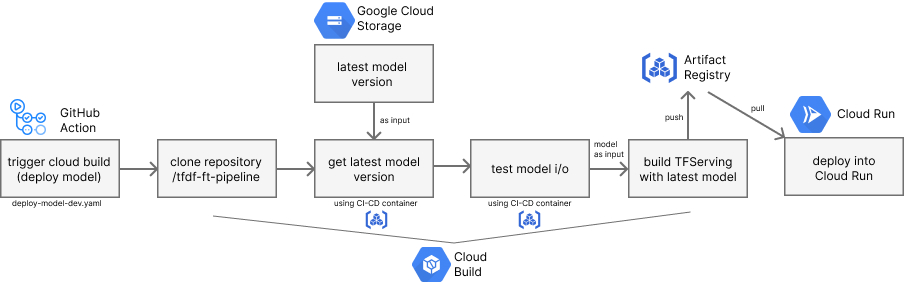 Google Cloud
Storage
latest model
version
as input
GitHub
Action
trigger cloud build
(deploy model)
deploy-model-dev.yaml
clone repository
/tfdf-ft-pipeline
get latest model
version
using CI-CD container
test model i/o
using CI-CD container
model
as input
build TFServing
with latest model
push
Artifact
Registry
pull
Cloud Run
deploy into
Cloud Run
Cloud
Build